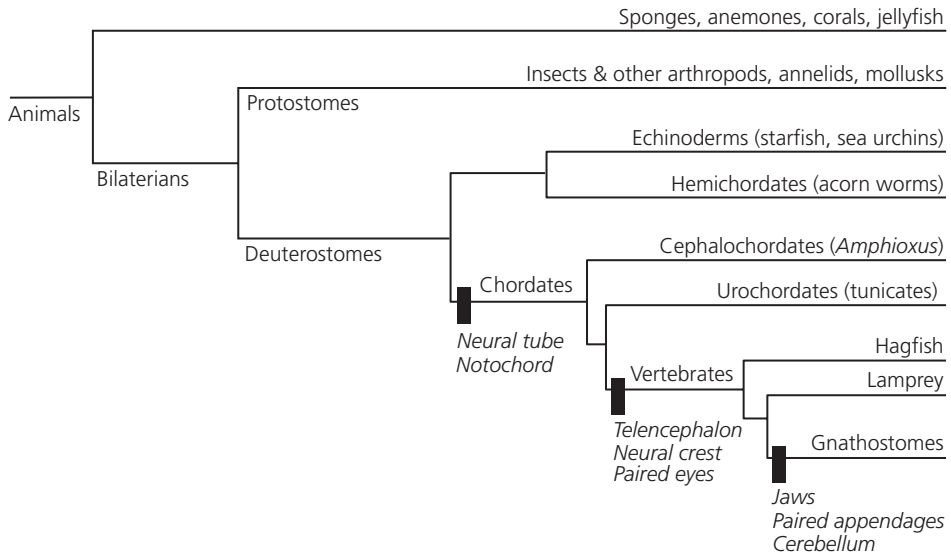 Sponges, anemones, corals, jellyfish
Insects & other arthropods, annelids, mollusks
Protostomes
Animals
Echinoderms (starfish, sea urchins)
Bilaterians
Hemichordates (acorn worms)
Deuterostomes
Cephalochordates (Amphioxus)
Chordates
Urochordates (tunicates)
Neural tube
Notochord
Hagfish
Vertebrates
Lamprey
Telencephalon
Neural crest
Paired eyes
Gnathostomes
Jaws
Paired appendages
Cerebellum